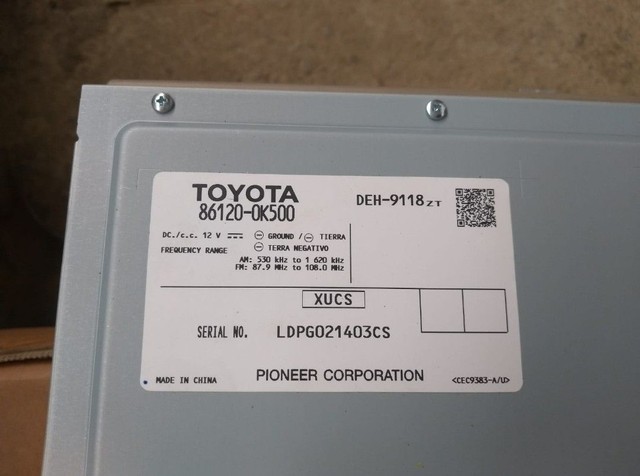 TOYOTA
86120-0K500
DEH-9118ZT
DC./c.c. 12 V
GROUND / TIERRA
TERRA NEGATIVO
FREQUENCY RANGE
AM: 530 kHz to 1 620 kHz
FM: 87.9 MHz to 108.0 MHz
XUCS
SERIAL NO. LDPG021403CS
MADE IN CHINA
PIONEER CORPORATION
<CEC9383-A/U>